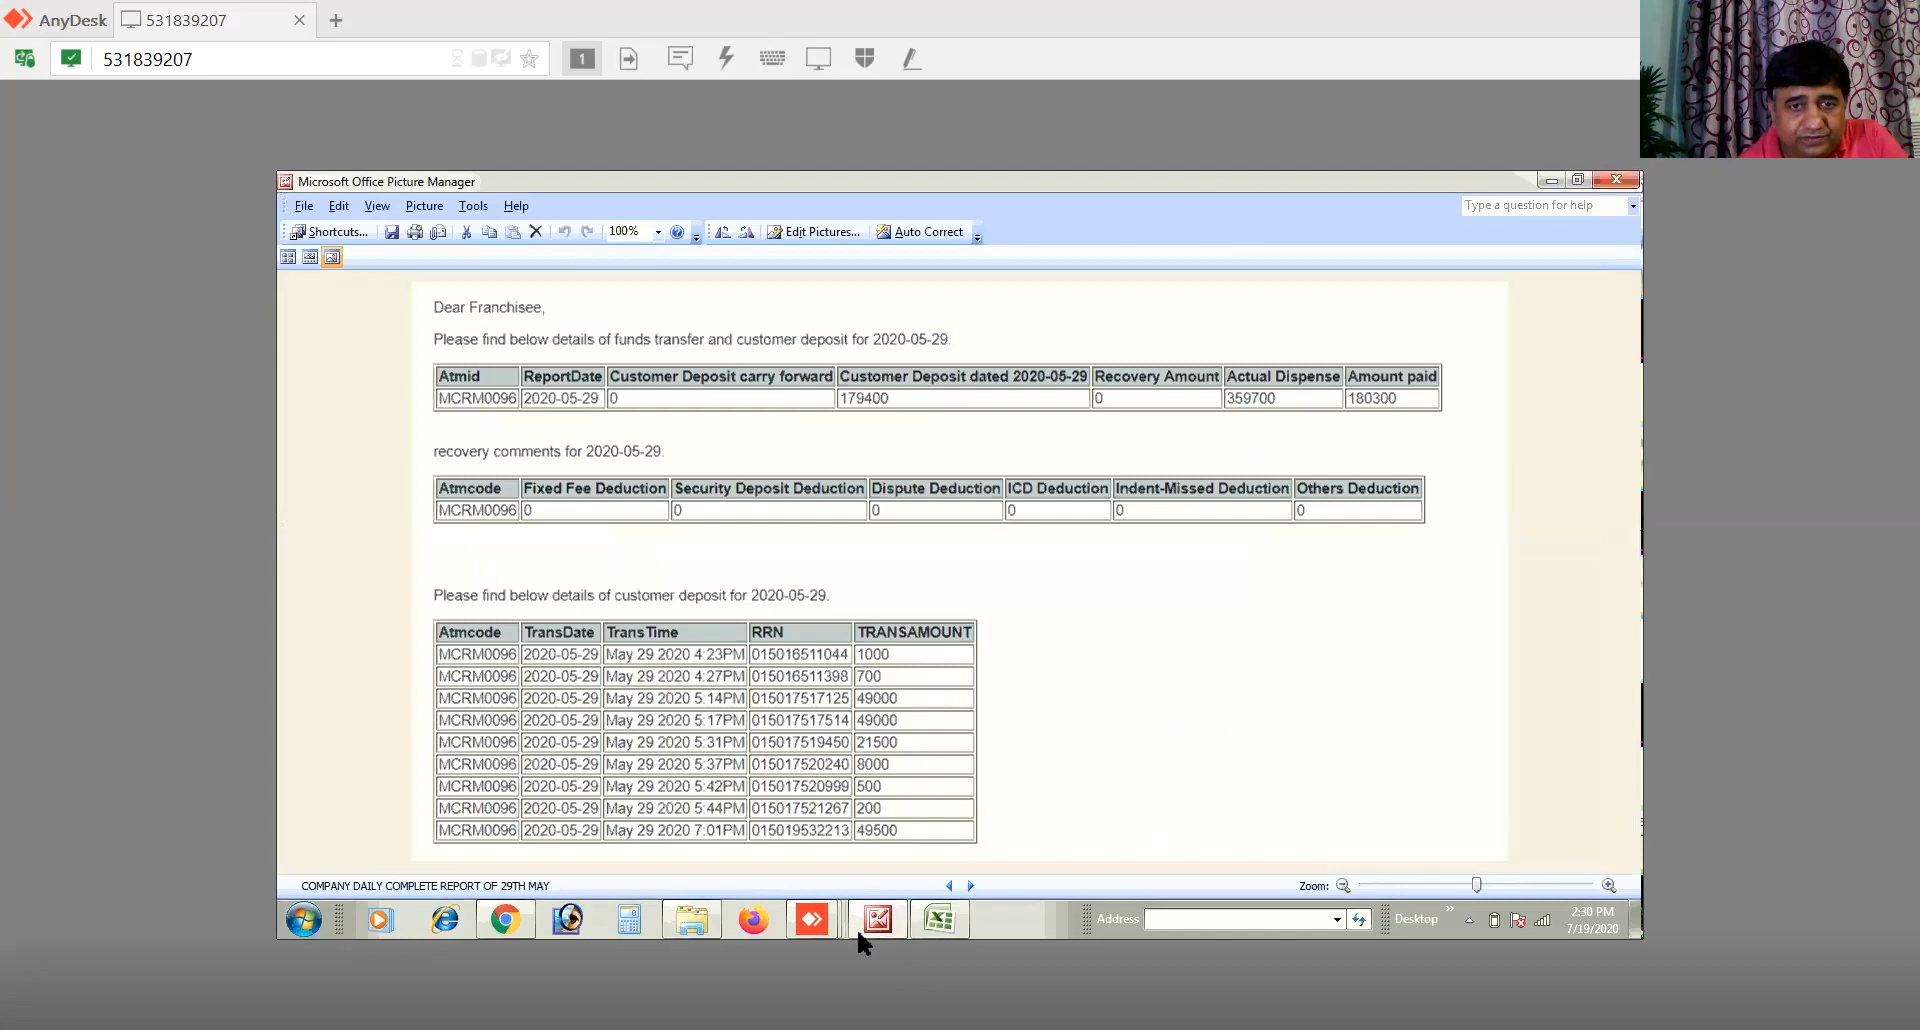 AnyDesk 531839207
531839207 1
Microsoft Office Picture Manager
File Edit View Picture Tools Help Type a question for help
Shortcuts... 100% Edit Pictures... Auto Correct
Dear Franchisee,
Please find below details of funds transfer and customer deposit for 2020-05-29.
Atmid ReportDate Customer Deposit carry forward Customer Deposit dated 2020-05-29 Recovery Amount Actual Dispense Amount paid
MCRM0096 2020-05-29 0 179400 0 359700 180300
recovery comments for 2020-05-29.
Atmcode Fixed Fee Deduction Security Deposit Deduction Dispute Deduction ICD Deduction Indent-Missed Deduction Others Deduction
MCRM0096 0 0 0 0 0 0
Please find below details of customer deposit for 2020-05-29.
Atmcode TransDate TransTime RRN TRANSAMOUNT
MCRM0096 2020-05-29 May 29 2020 4:23PM 015016511044 1000
MCRM0096 2020-05-29 May 29 2020 4:27PM 015016511398 700
MCRM0096 2020-05-29 May 29 2020 5:14PM 015017517125 49000
MCRM0096 2020-05-29 May 29 2020 5:17PM 015017517514 49000
MCRM0096 2020-05-29 May 29 2020 5:31PM 015017519450 21500
MCRM0096 2020-05-29 May 29 2020 5:37PM 015017520240 8000
MCRM0096 2020-05-29 May 29 2020 5:42PM 015017520999 500
MCRM0096 2020-05-29 May 29 2020 5:44PM 015017521267 200
MCRM0096 2020-05-29 May 29 2020 7:01PM 015019532213 49500
COMPANY DAILY COMPLETE REPORT OF 29TH MAY Zoom:
Address Desktop 2:30 PM
7/19/2020